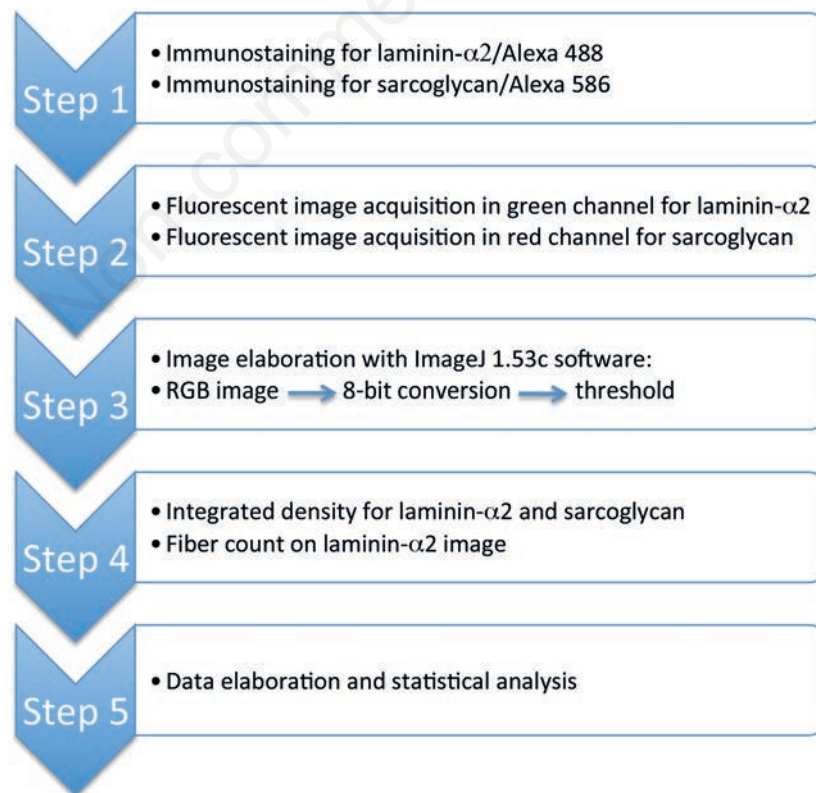 Step 1
• Immunostaining for laminin-α2/Alexa 488
• Immunostaining for sarcoglycan/Alexa 586
Step 2
• Fluorescent image acquisition in green channel for laminin-α2
• Fluorescent image acquisition in red channel for sarcoglycan
Step 3
• Image elaboration with ImageJ 1.53c software:
• RGB image → 8-bit conversion → threshold
Step 4
• Integrated density for laminin-α2 and sarcoglycan
• Fiber count on laminin-α2 image
Step 5
• Data elaboration and statistical analysis